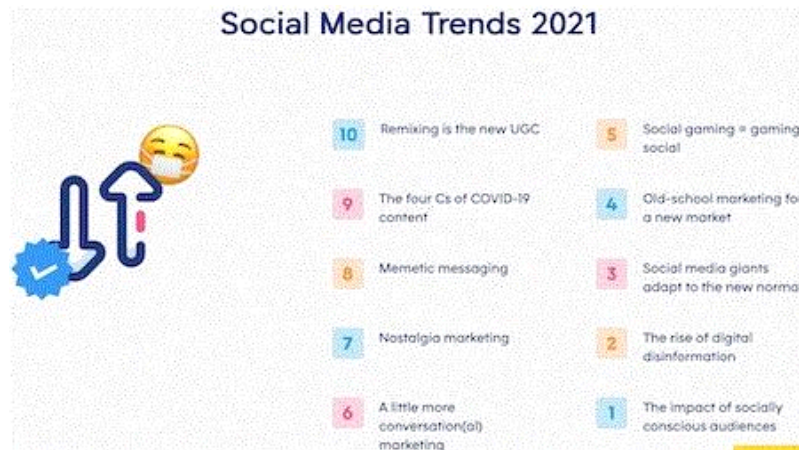 Social Media Trends 2021
10
Remixing is the new UGC
9
The four Cs of COVID-19
content
8
Memetic messaging
7
Nostalgia marketing
6
A little more
conversation(al)
marketing
5
Social gaming = gaming
social
4
Old-school marketing for
a new market
3
Social media giants
adapt to the new normal
2
The rise of digital
disinformation
1
The impact of socially
conscious audiences